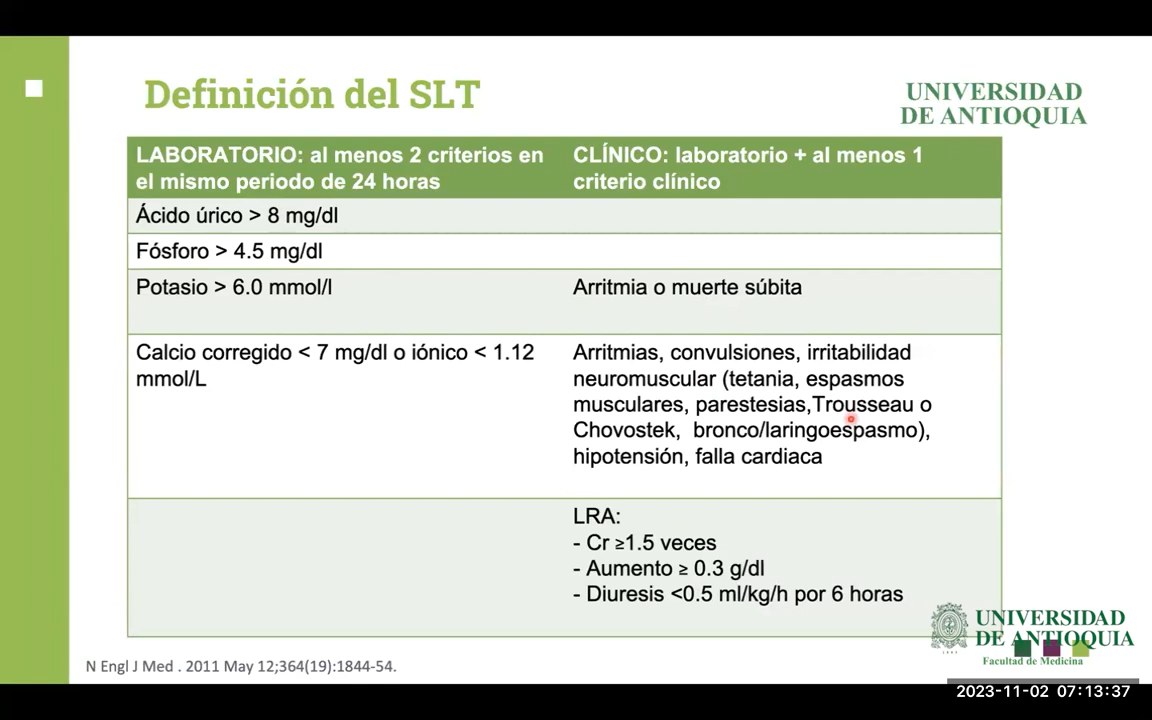 Definición del SLT
UNIVERSIDAD
DE ANTIOQUIA
LABORATORIO: al menos 2 criterios en
el mismo periodo de 24 horas
CLÍNICO: laboratorio + al menos 1
criterio clínico
Ácido úrico > 8 mg/dl
Fósforo > 4.5 mg/dl
Potasio > 6.0 mmol/l
Arritmia o muerte súbita
Calcio corregido < 7 mg/dl o iónico < 1.12
mmol/L
Arritmias, convulsiones, irritabilidad
neuromuscular (tetania, espasmos
musculares, parestesias,Trousseau o
Chovostek, bronco/laringoespasmo),
hipotensión, falla cardiaca
LRA:
- Cr ≥1.5 veces
- Aumento ≥ 0.3 g/dl
- Diuresis <0.5 ml/kg/h por 6 horas
UNIVERSIDAD
DE ANTIOQUIA
Facultad de Medicina
N Engl J Med . 2011 May 12;364(19):1844-54.
2023-11-02 07:13:37